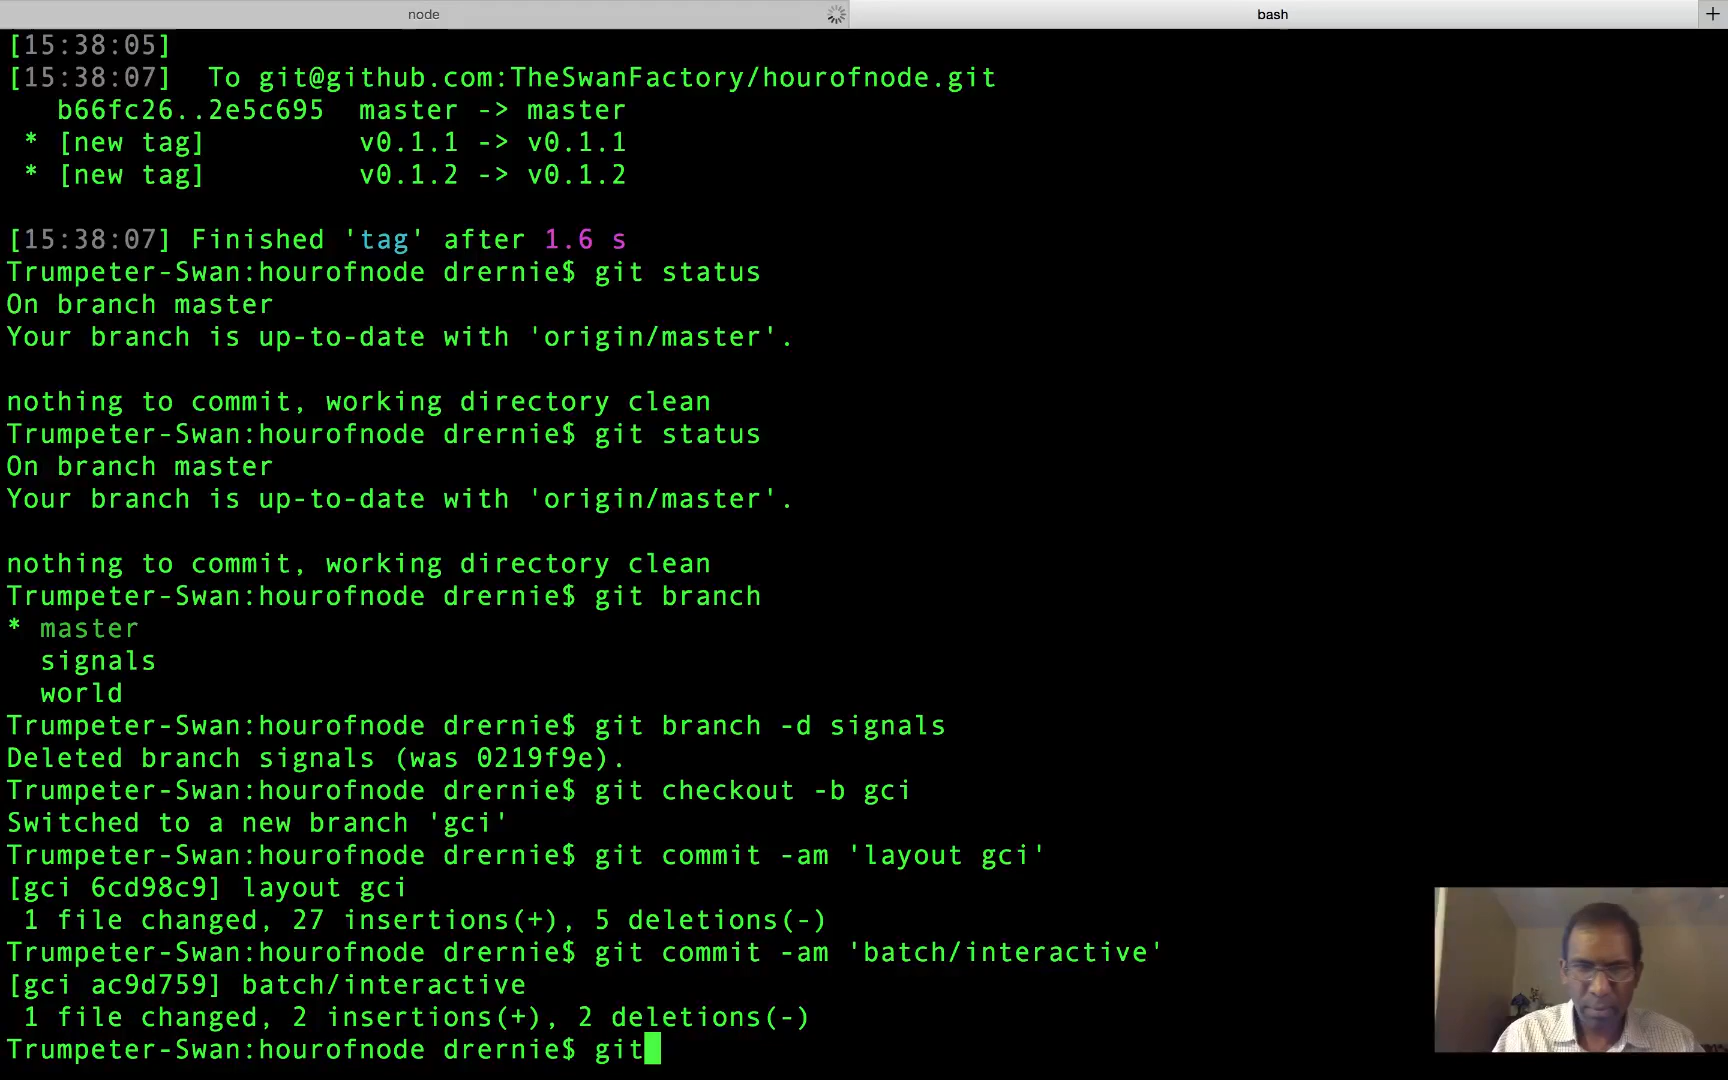 node
bash
[15:38:05]
[15:38:07]  To git@github.com:TheSwanFactory/hourofnode.git
   b66fc26..2e5c695  master -> master
 * [new tag]         v0.1.1 -> v0.1.1
 * [new tag]         v0.1.2 -> v0.1.2
[15:38:07] Finished 'tag' after 1.6 s
Trumpeter-Swan:hourofnode drernie$ git status
On branch master
Your branch is up-to-date with 'origin/master'.
nothing to commit, working directory clean
Trumpeter-Swan:hourofnode drernie$ git status
On branch master
Your branch is up-to-date with 'origin/master'.
nothing to commit, working directory clean
Trumpeter-Swan:hourofnode drernie$ git branch
* master
  signals
  world
Trumpeter-Swan:hourofnode drernie$ git branch -d signals
Deleted branch signals (was 0219f9e).
Trumpeter-Swan:hourofnode drernie$ git checkout -b gci
Switched to a new branch 'gci'
Trumpeter-Swan:hourofnode drernie$ git commit -am 'layout gci'
[gci 6cd98c9] layout gci
 1 file changed, 27 insertions(+), 5 deletions(-)
Trumpeter-Swan:hourofnode drernie$ git commit -am 'batch/interactive'
[gci ac9d759] batch/interactive
 1 file changed, 2 insertions(+), 2 deletions(-)
Trumpeter-Swan:hourofnode drernie$ git